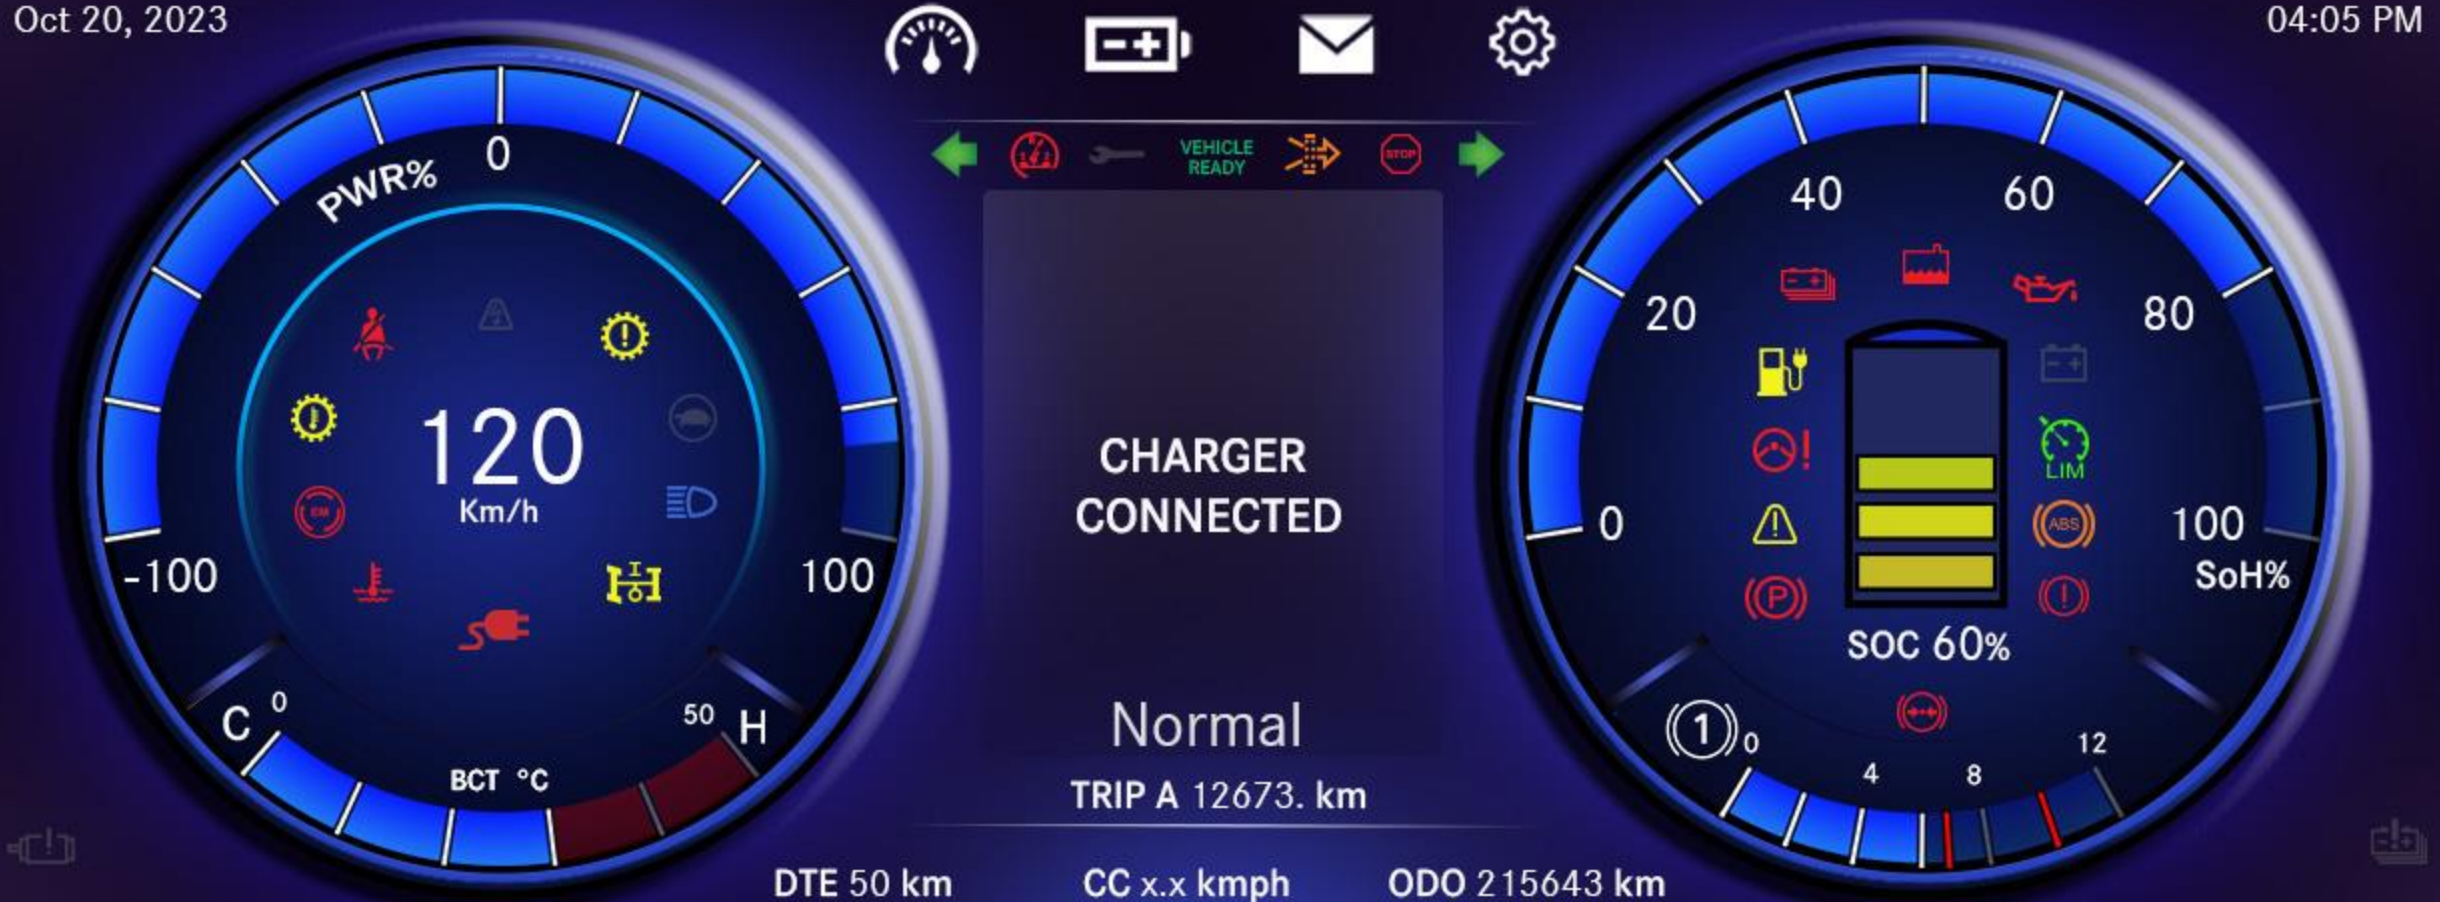 Oct 20, 2023
04:05 PM
VEHICLE
READY
STOP
PWR%
0
-100
100
120
Km/h
EM
C
0
50
H
BCT °C
CHARGER
CONNECTED
Normal
TRIP A 12673. km
DTE 50 km
CC x.x kmph
ODO 215643 km
0
20
40
60
80
100
SoH%
LIM
ABS
P
SOC 60%
1
0
4
8
12